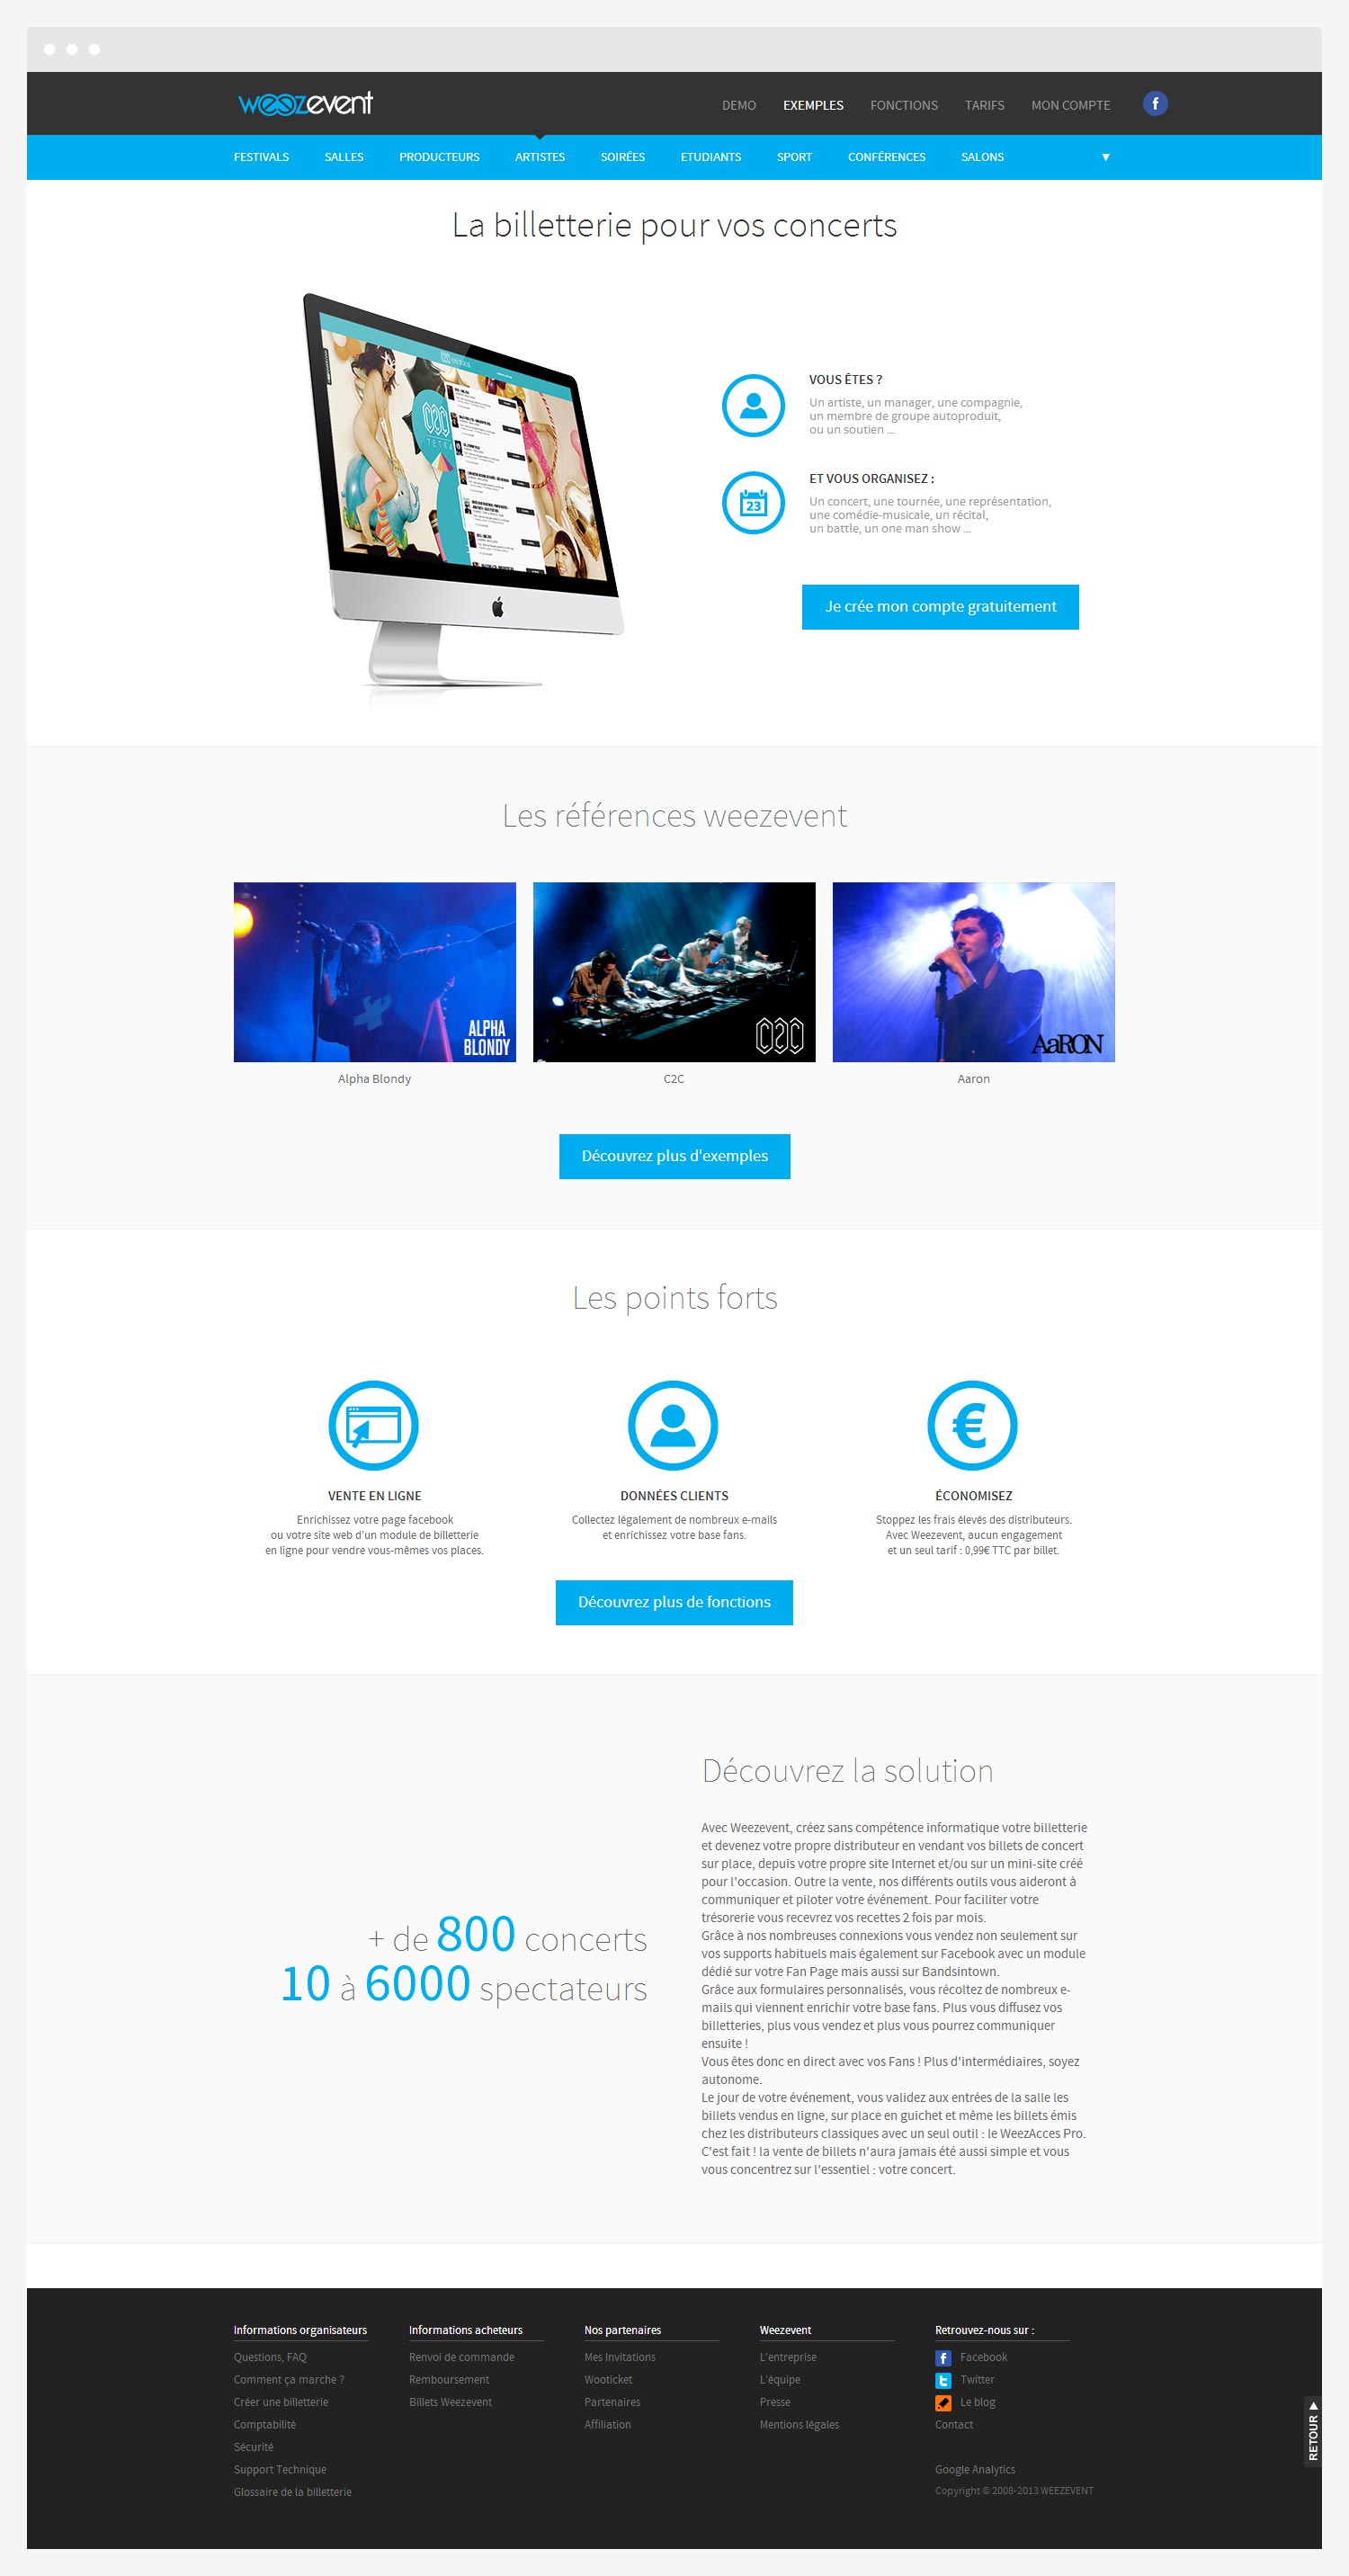 weezevent
DEMO EXEMPLES FONCTIONS TARIFS MON COMPTE
FESTIVALS SALLES PRODUCTEURS ARTISTES SOIRÉES ETUDIANTS SPORT CONFÉRENCES SALONS ▼
La billetterie pour vos concerts
C2C
TETRA
VOUS ÊTES ?
Un artiste, un manager, une compagnie,
un membre de groupe autoproduit,
ou un soutien ...
23
ET VOUS ORGANISEZ :
Un concert, une tournée, une représentation,
une comédie-musicale, un récital,
un battle, un one man show ...
Je crée mon compte gratuitement
Les références weezevent
ALPHA
BLONDY
C2C
AaRON
Alpha Blondy
C2C
Aaron
Découvrez plus d'exemples
Les points forts
€
VENTE EN LIGNE
Enrichissez votre page facebook
ou votre site web d'un module de billetterie
en ligne pour vendre vous-mêmes vos places.
DONNÉES CLIENTS
Collectez légalement de nombreux e-mails
et enrichissez votre base fans.
ÉCONOMISEZ
Stoppez les frais élevés des distributeurs.
Avec Weezevent, aucun engagement
et un seul tarif : 0,99€ TTC par billet.
Découvrez plus de fonctions
+ de 800 concerts
10 à 6000 spectateurs
Découvrez la solution
Avec Weezevent, créez sans compétence informatique votre billetterie
et devenez votre propre distributeur en vendant vos billets de concert
sur place, depuis votre propre site Internet et/ou sur un mini-site créé
pour l'occasion. Outre la vente, nos différents outils vous aideront à
communiquer et piloter votre événement. Pour faciliter votre
trésorerie vous recevrez vos recettes 2 fois par mois.
Grâce à nos nombreuses connexions vous vendez non seulement sur
vos supports habituels mais également sur Facebook avec un module
dédié sur votre Fan Page mais aussi sur Bandsintown.
Grâce aux formulaires personnalisés, vous récoltez de nombreux e-
mails qui viennent enrichir votre base fans. Plus vous diffusez vos
billetteries, plus vous vendez et plus vous pourrez communiquer
ensuite !
Vous êtes donc en direct avec vos Fans ! Plus d'intermédiaires, soyez
autonome.
Le jour de votre événement, vous validez aux entrées de la salle les
billets vendus en ligne, sur place en guichet et même les billets émis
chez les distributeurs classiques avec un seul outil : le WeezAcces Pro.
C'est fait ! la vente de billets n'aura jamais été aussi simple et vous
vous concentrez sur l'essentiel : votre concert.
Informations organisateurs
Questions, FAQ
Comment ça marche ?
Créer une billetterie
Comptabilité
Sécurité
Support Technique
Glossaire de la billetterie
Informations acheteurs
Renvoi de commande
Remboursement
Billets Weezevent
Nos partenaires
Mes Invitations
Wooticket
Partenaires
Affiliation
Weezevent
L'entreprise
L'équipe
Presse
Mentions légales
Retrouvez-nous sur :
Facebook
Twitter
Le blog
Contact
Google Analytics
Copyright © 2008-2013 WEEZEVENT
RETOUR ▲